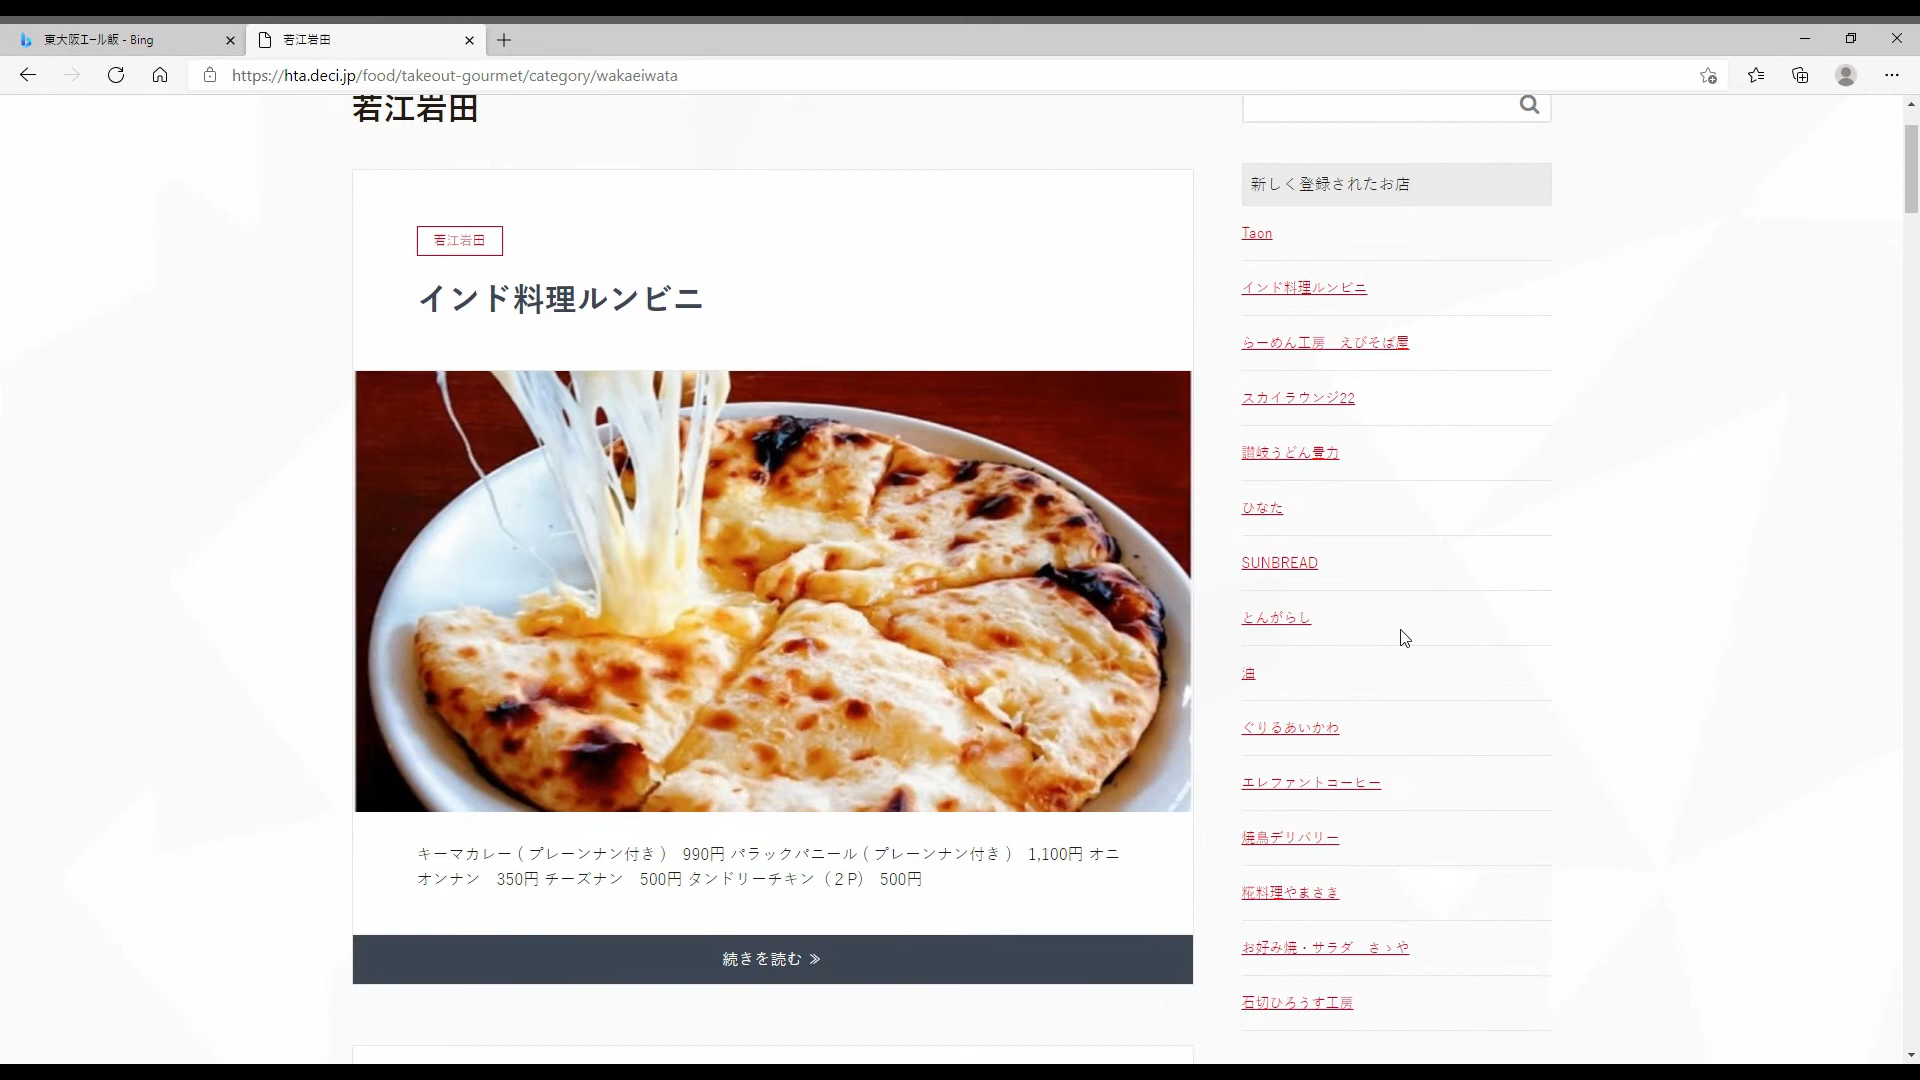 東大阪エール飯 - Bing
若江岩田
https://hta.deci.jp/food/takeout-gourmet/category/wakaeiwata
若江岩田
若江岩田
インド料理ルンビニ
キーマカレー ( プレーンナン付き )　990円 パラックパニール ( プレーンナン付き )　1,100円 オニ
オンナン　350円 チーズナン　500円 タンドリーチキン（２P)　500円
続きを読む
新しく登録されたお店
Taon
インド料理ルンビニ
らーめん工房　えびそば屋
スカイラウンジ22
讃岐うどん豊力
ひなた
SUNBREAD
とんがらし
油
ぐりるあいかわ
エレファントコーヒー
焼鳥デリバリー
糀料理やまさき
お好み焼・サラダ　さゝや
石切ひろうす工房